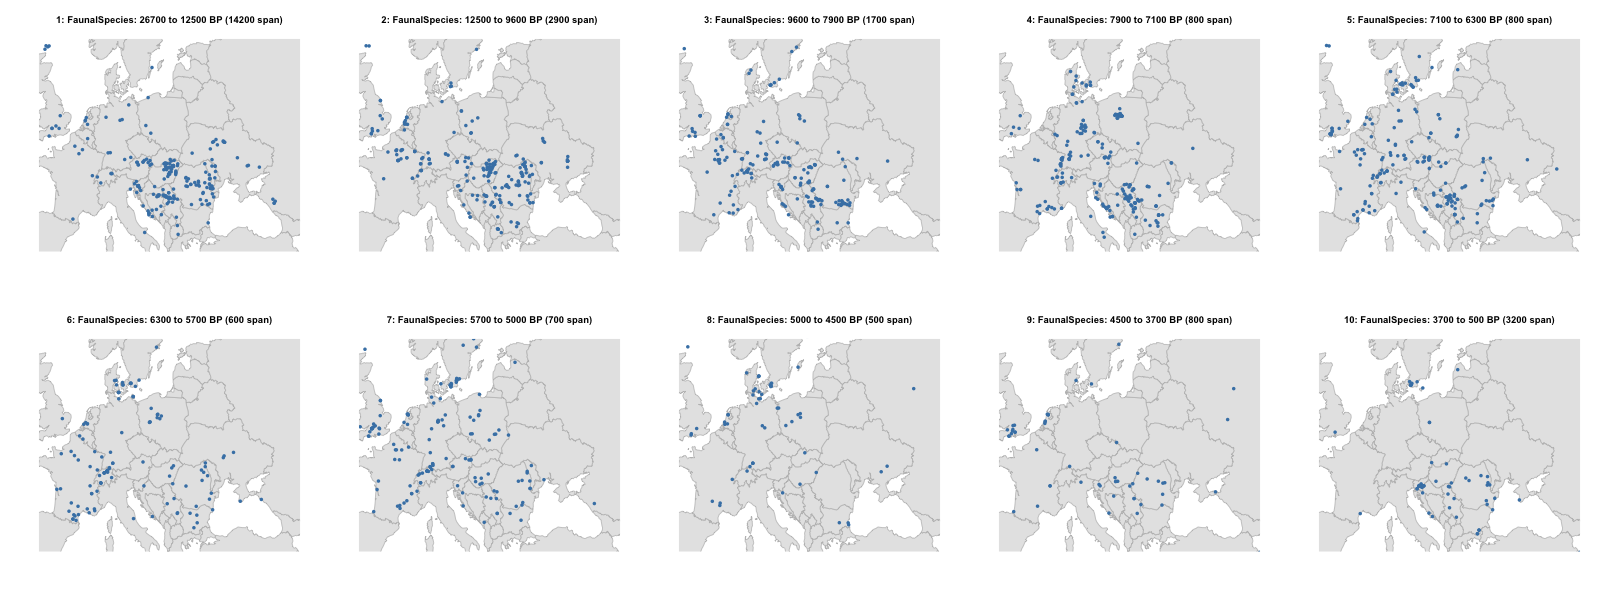 1: FaunalSpecies: 26700 to 12500 BP (14200 span)
2: FaunalSpecies: 12500 to 9600 BP (2900 span)
3: FaunalSpecies: 9600 to 7900 BP (1700 span)
4: FaunalSpecies: 7900 to 7100 BP (800 span)
5: FaunalSpecies: 7100 to 6300 BP (800 span)
6: FaunalSpecies: 6300 to 5700 BP (600 span)
7: FaunalSpecies: 5700 to 5000 BP (700 span)
8: FaunalSpecies: 5000 to 4500 BP (500 span)
9: FaunalSpecies: 4500 to 3700 BP (800 span)
10: FaunalSpecies: 3700 to 500 BP (3200 span)